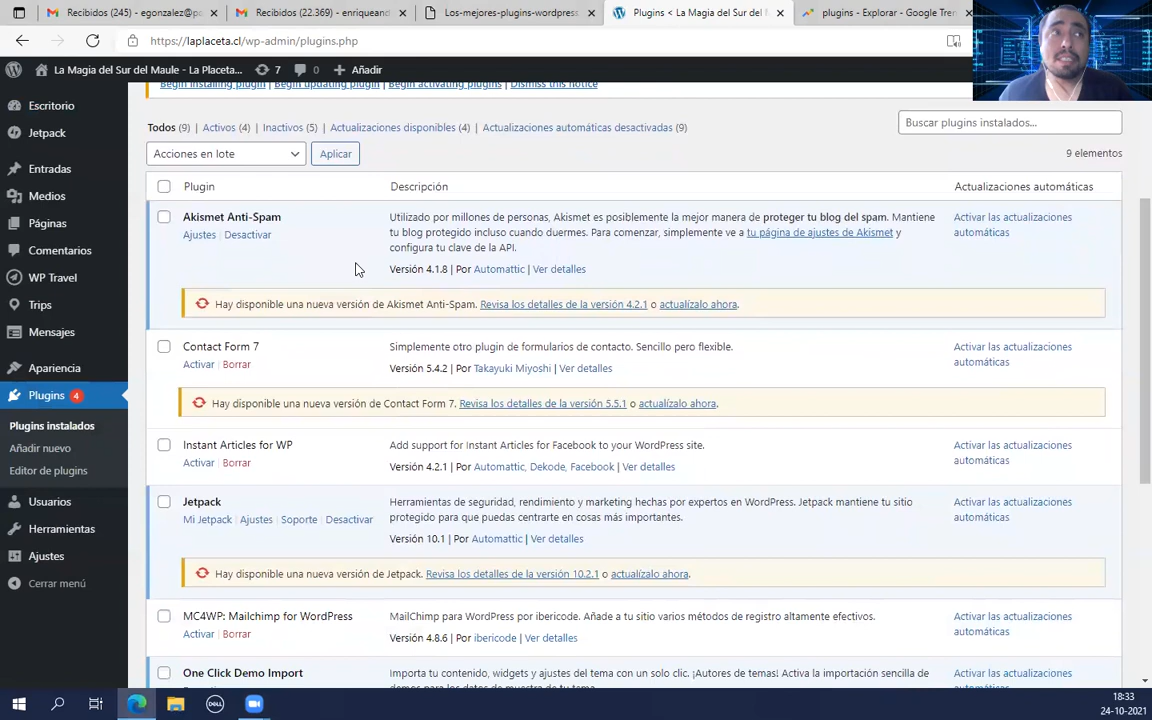 Recibidos (245) - egonzalez@p
Recibidos (22.369) - enriqueand
Los-mejores-plugins-wordpress
Plugins < La Magia del Sur del M
plugins - Explorar - Google Tren
https://laplaceta.cl/wp-admin/plugins.php
La Magia del Sur del Maule - La Placeta... 7 0 + Añadir
Begin installing plugin | Begin updating plugins | Begin activating plugins | Dismiss this notice
Escritorio
Jetpack
Entradas
Medios
Páginas
Comentarios
WP Travel
Trips
Mensajes
Apariencia
Plugins 4
Plugins instalados
Añadir nuevo
Editor de plugins
Usuarios
Herramientas
Ajustes
Cerrar menú
Todos (9) | Activos (4) | Inactivos (5) | Actualizaciones disponibles (4) | Actualizaciones automáticas desactivadas (9)
Buscar plugins instalados...
Acciones en lote Aplicar
9 elementos
Plugin Descripción Actualizaciones automáticas
Akismet Anti-Spam
Ajustes | Desactivar
Utilizado por millones de personas, Akismet es posiblemente la mejor manera de proteger tu blog del spam. Mantiene
tu blog protegido incluso cuando duermes. Para comenzar, simplemente ve a tu página de ajustes de Akismet y
configura tu clave de la API.
Versión 4.1.8 | Por Automattic | Ver detalles
Activar las actualizaciones
automáticas
Hay disponible una nueva versión de Akismet Anti-Spam. Revisa los detalles de la versión 4.2.1 o actualízalo ahora.
Contact Form 7
Activar | Borrar
Simplemente otro plugin de formularios de contacto. Sencillo pero flexible.
Versión 5.4.2 | Por Takayuki Miyoshi | Ver detalles
Activar las actualizaciones
automáticas
Hay disponible una nueva versión de Contact Form 7. Revisa los detalles de la versión 5.5.1 o actualízalo ahora.
Instant Articles for WP
Activar | Borrar
Add support for Instant Articles for Facebook to your WordPress site.
Versión 4.2.1 | Por Automattic, Dekode, Facebook | Ver detalles
Activar las actualizaciones
automáticas
Jetpack
Mi Jetpack | Ajustes | Soporte | Desactivar
Herramientas de seguridad, rendimiento y marketing hechas por expertos en WordPress. Jetpack mantiene tu sitio
protegido para que puedas centrarte en cosas más importantes.
Versión 10.1 | Por Automattic | Ver detalles
Activar las actualizaciones
automáticas
Hay disponible una nueva versión de Jetpack. Revisa los detalles de la versión 10.2.1 o actualízalo ahora.
MC4WP: Mailchimp for WordPress
Activar | Borrar
MailChimp para WordPress por ibericode. Añade a tu sitio varios métodos de registro altamente efectivos.
Versión 4.8.6 | Por ibericode | Ver detalles
Activar las actualizaciones
automáticas
One Click Demo Import
Importa tu contenido, widgets y ajustes del tema con un solo clic. ¡Autores de temas! Activa la importación sencilla de
Activar las actualizaciones
automáticas
DELL
18:33
24-10-2021